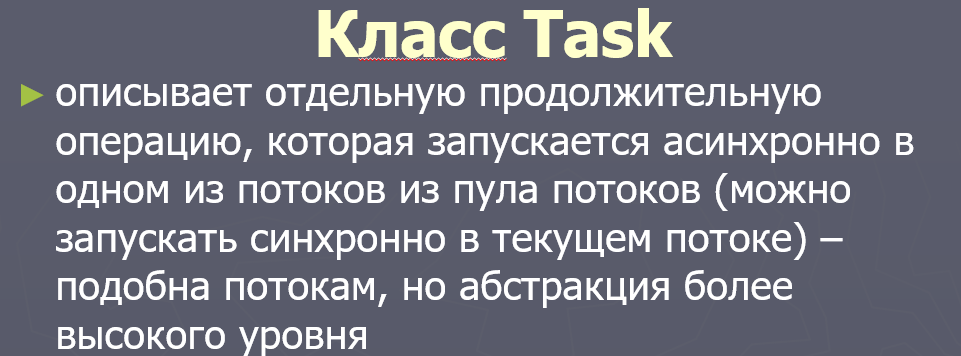 Класс Task
► описывает отдельную продолжительную
операцию, которая запускается асинхронно в
одном из потоков из пула потоков (можно
запускать синхронно в текущем потоке) –
подобна потокам, но абстракция более
высокого уровня